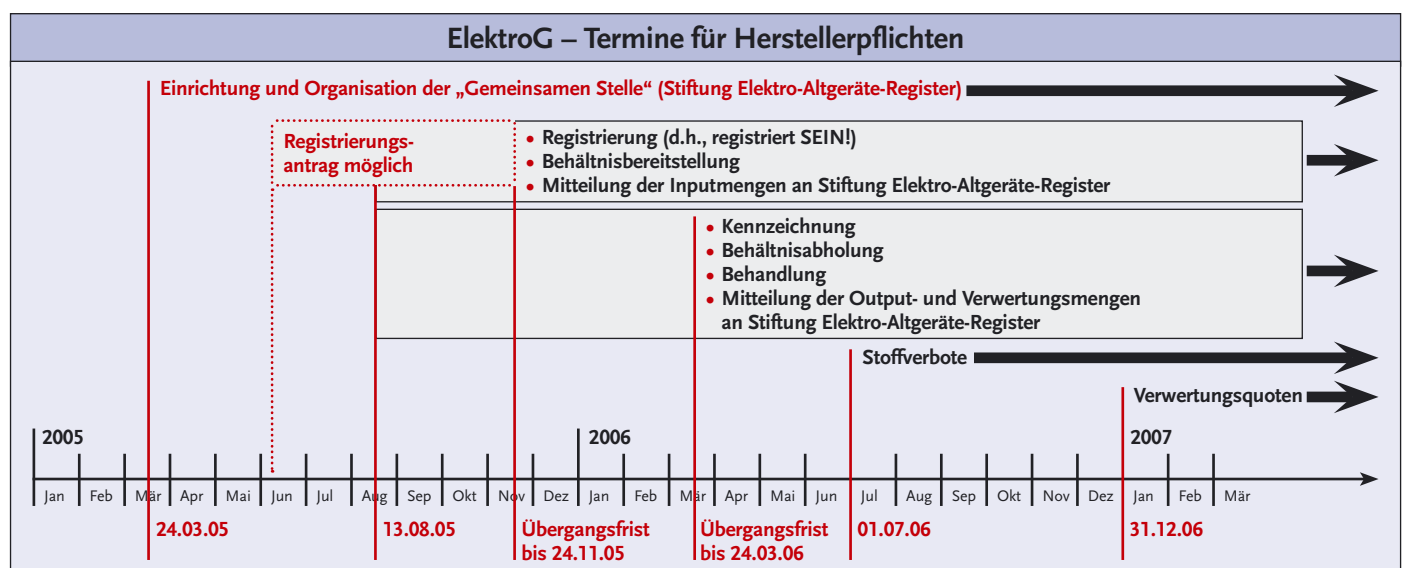 ElektroG – Termine für Herstellerpflichten
Einrichtung und Organisation der „Gemeinsamen Stelle“ (Stiftung Elektro-Altgeräte-Register)
Registrierungs-
antrag möglich
• Registrierung (d.h., registriert SEIN!)
• Behältnisbereitstellung
• Mitteilung der Inputmengen an Stiftung Elektro-Altgeräte-Register
• Kennzeichnung
• Behältnisabholung
• Behandlung
• Mitteilung der Output- und Verwertungsmengen
an Stiftung Elektro-Altgeräte-Register
Stoffverbote
Verwertungsquoten
2005 2006 2007
Jan Feb Mär Apr Mai Jun Jul Aug Sep Okt Nov Dez Jan Feb Mär Apr Mai Jun Jul Aug Sep Okt Nov Dez Jan Feb Mär
24.03.05
13.08.05
Übergangsfrist
bis 24.11.05
Übergangsfrist
bis 24.03.06
01.07.06
31.12.06